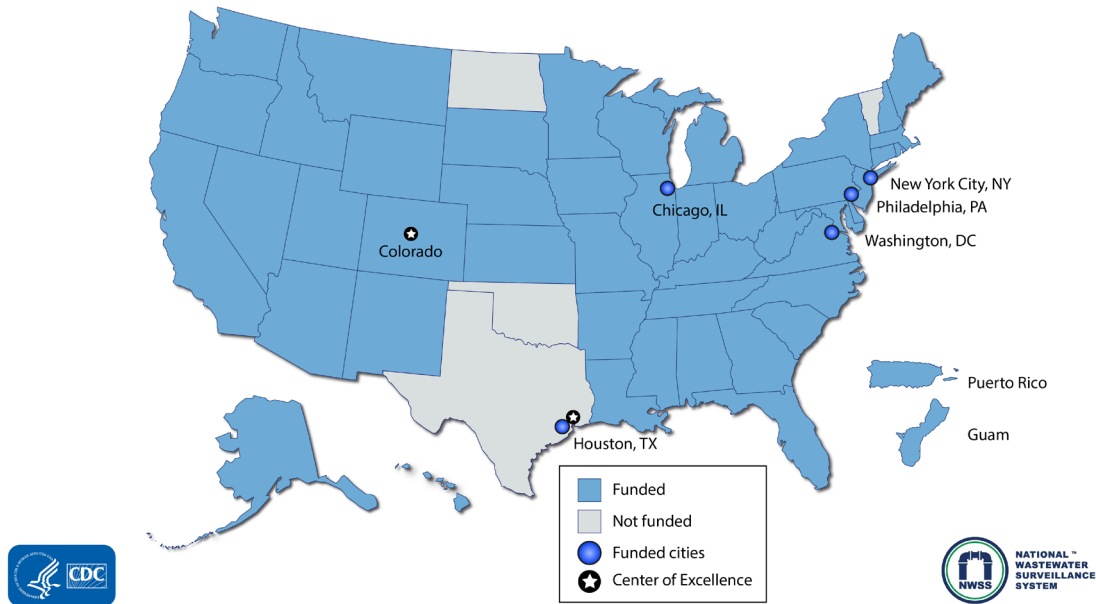 New York City, NY
Chicago, IL
Philadelphia, PA
Washington, DC
Colorado
Puerto Rico
Guam
Houston, TX
Funded
Not funded
Funded cities
Center of Excellence
CDC
NWSS
NATIONAL ™
WASTEWATER
SURVEILLANCE
SYSTEM